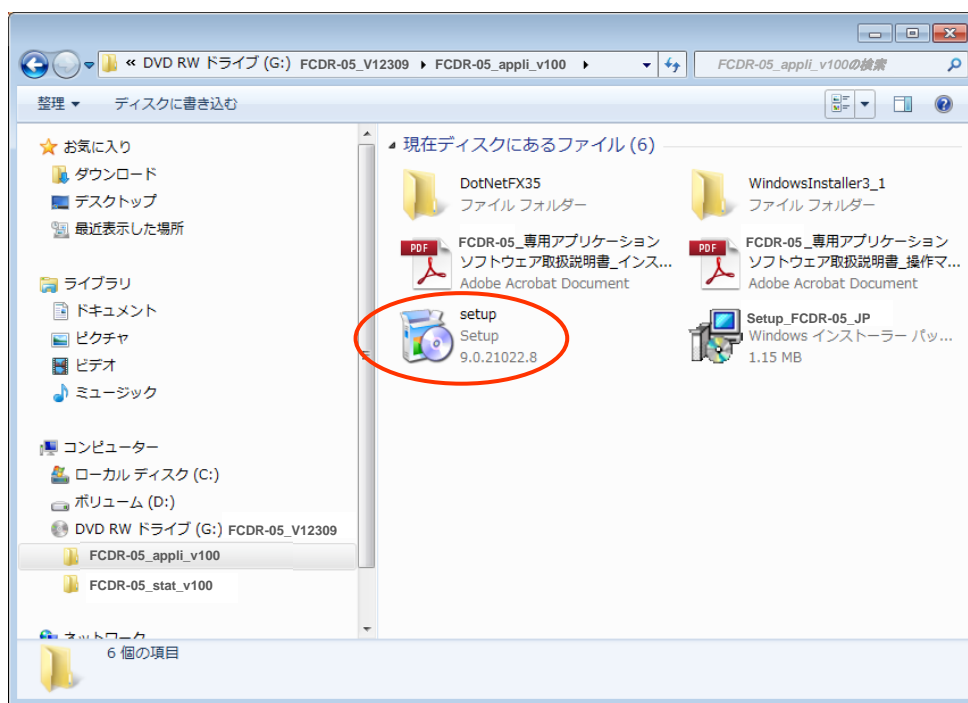 « DVD RW ドライブ (G:) FCDR-05_V12309 ▸ FCDR-05_appli_v100 ▸
FCDR-05_appli_v100の検索
整理 ▼ ディスクに書き込む
お気に入り
ダウンロード
デスクトップ
最近表示した場所
ライブラリ
ドキュメント
ピクチャ
ビデオ
ミュージック
コンピューター
ローカル ディスク (C:)
ボリューム (D:)
DVD RW ドライブ (G:) FCDR-05_V12309
FCDR-05_appli_v100
FCDR-05_stat_v100
ネットワーク
現在ディスクにあるファイル (6)
DotNetFX35
ファイル フォルダー
WindowsInstaller3_1
ファイル フォルダー
PDF
FCDR-05_専用アプリケーション
ソフトウェア取扱説明書_インス...
Adobe Acrobat Document
PDF
FCDR-05_専用アプリケーション
ソフトウェア取扱説明書_操作マ...
Adobe Acrobat Document
setup
Setup
9.0.21022.8
Setup_FCDR-05_JP
Windows インストーラー パッ...
1.15 MB
6 個の項目